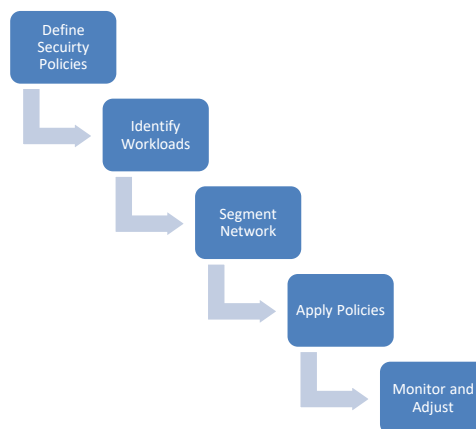 Define
Secuirty
Policies
Identify
Workloads
Segment
Network
Apply Policies
Monitor and
Adjust